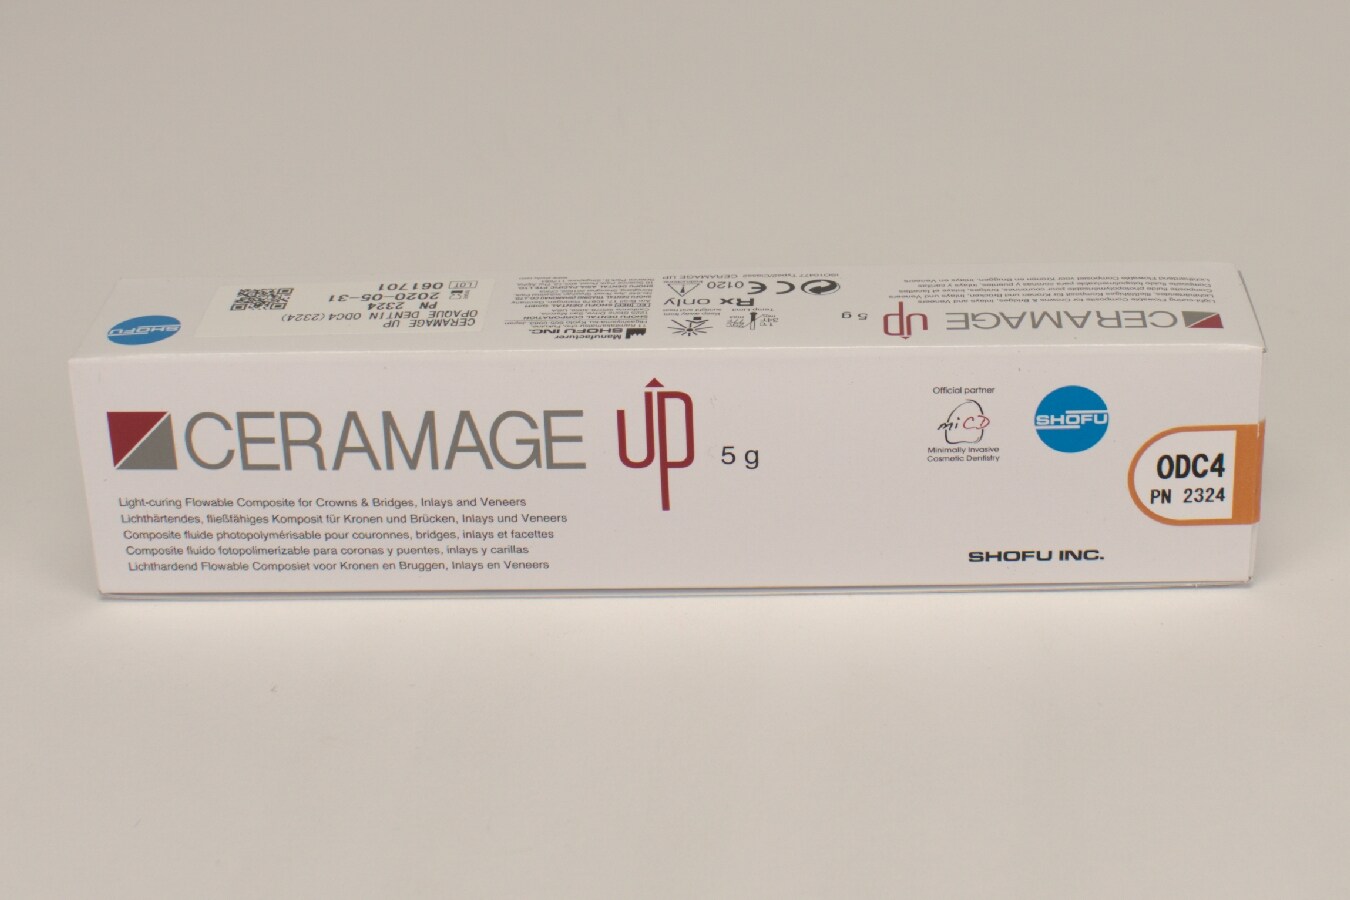 CERAMAGE UP 5 g
Light-curing Flowable Composite for Crowns & Bridges, Inlays and Veneers
Lichthärtendes, fließfähiges Komposit für Kronen und Brücken, Inlays und Veneers
Composite fluide photopolymérisable pour couronnes, bridges, inlays et facettes
Composite fluido fotopolimerizable para coronas y puentes, inlays y carillas
Lichthardend Flowable Composiet voor Kronen en Bruggen, Inlays en Veneers
Official partner
miCD
Minimally Invasive
Cosmetic Dentistry
SHOFU
ODC4
PN 2324
SHOFU INC.
CERAMAGE UP 5 g
Rx only
0120
Manufacturer
SHOFU INC.
CERAMAGE UP
OPAQUE DENTIN ODC4 (2324)
PN 2324
2020-05-31
LOT 061701
SHOFU